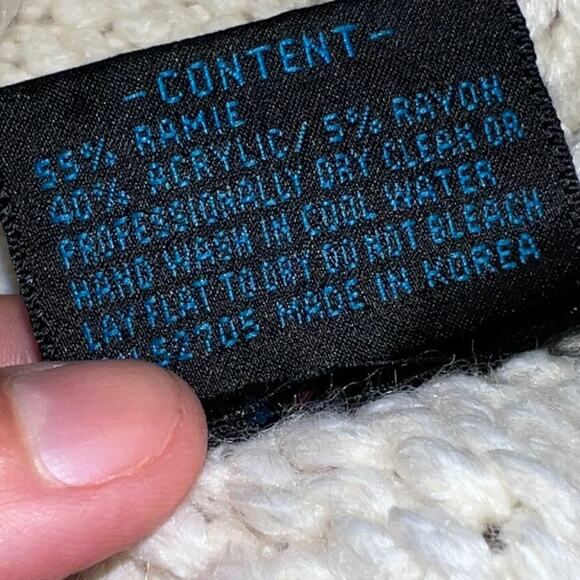 -CONTENT-
55% RAMIE
40% ACRYLIC/ 5% RAYON
PROFESSIONALLY DRY CLEAN OR
HAND WASH IN COOL WATER
LAY FLAT TO DRY DO NOT BLEACH
52705 MADE IN KOREA